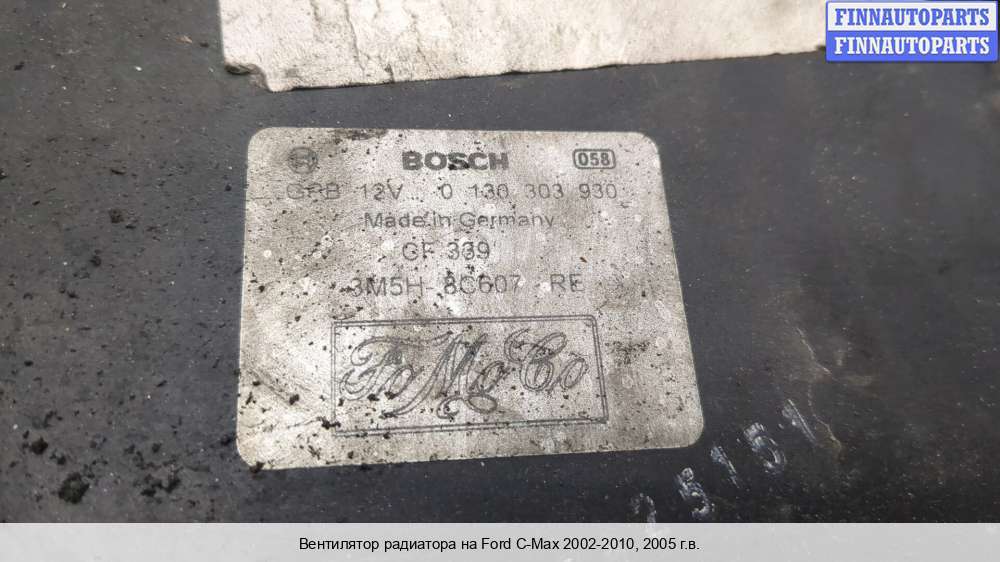 FINNAUTOPARTS
FINNAUTOPARTS
BOSCH 058
GPB 12V 0 130 303 930
Made in Germany
GF 339
3M5H 8C607 RE
FoMoCo
Вентилятор радиатора на Ford C-Max 2002-2010, 2005 г.в.